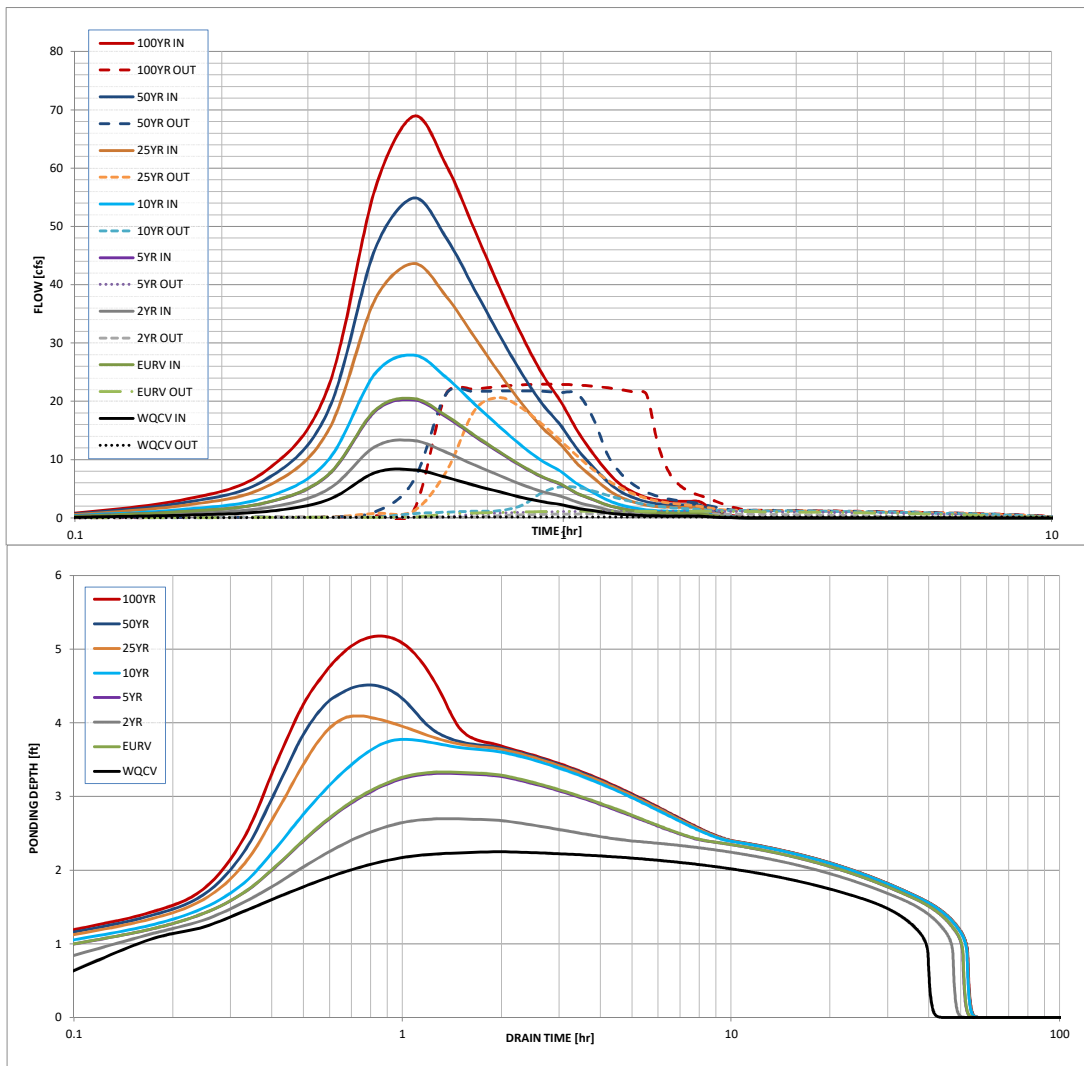 100YR IN
100YR OUT
50YR IN
50YR OUT
25YR IN
25YR OUT
10YR IN
10YR OUT
5YR IN
5YR OUT
2YR IN
2YR OUT
EURV IN
EURV OUT
WQCV IN
WQCV OUT
FLOW [cfs]
80
70
60
50
40
30
20
10
0
0.1
1
10
TIME [hr]
100YR
50YR
25YR
10YR
5YR
2YR
EURV
WQCV
PONDING DEPTH [ft]
6
5
4
3
2
1
0
0.1
1
10
100
DRAIN TIME [hr]